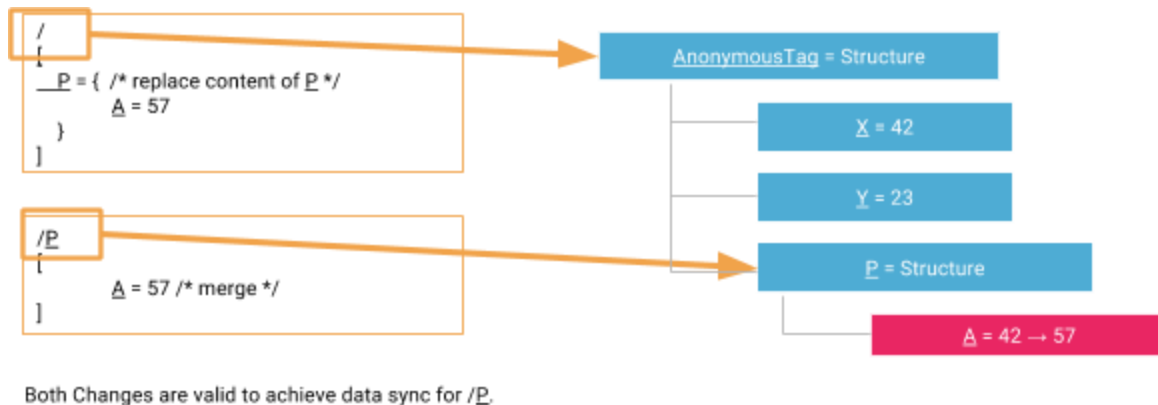 /
[
P = { /* replace content of P */
A = 57
}
]
AnonymousTag = Structure
X = 42
Y = 23
P = Structure
A = 42 → 57
/P
[
A = 57 /* merge */
]
Both Changes are valid to achieve data sync for /P.